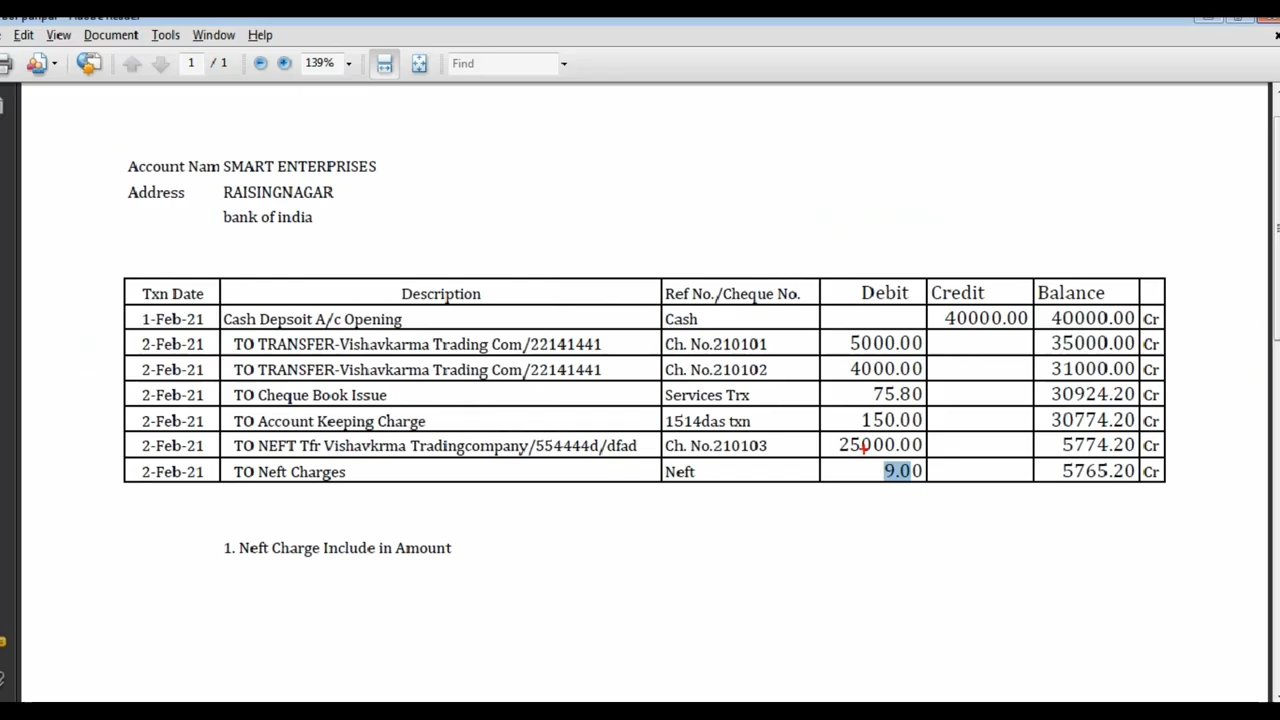 Edit View Document Tools Window Help
1 / 1 139% Find
Account Nam SMART ENTERPRISES
Address RAISINGNAGAR
bank of india
Txn Date Description Ref No./Cheque No. Debit Credit Balance
1-Feb-21 Cash Depsoit A/c Opening Cash 40000.00 40000.00 Cr
2-Feb-21 TO TRANSFER-Vishavkarma Trading Com/22141441 Ch. No.210101 5000.00 35000.00 Cr
2-Feb-21 TO TRANSFER-Vishavkarma Trading Com/22141441 Ch. No.210102 4000.00 31000.00 Cr
2-Feb-21 TO Cheque Book Issue Services Trx 75.80 30924.20 Cr
2-Feb-21 TO Account Keeping Charge 1514das txn 150.00 30774.20 Cr
2-Feb-21 TO NEFT Tfr Vishavkrma Tradingcompany/554444d/dfad Ch. No.210103 25000.00 5774.20 Cr
2-Feb-21 TO Neft Charges Neft 9.00 5765.20 Cr
1. Neft Charge Include in Amount